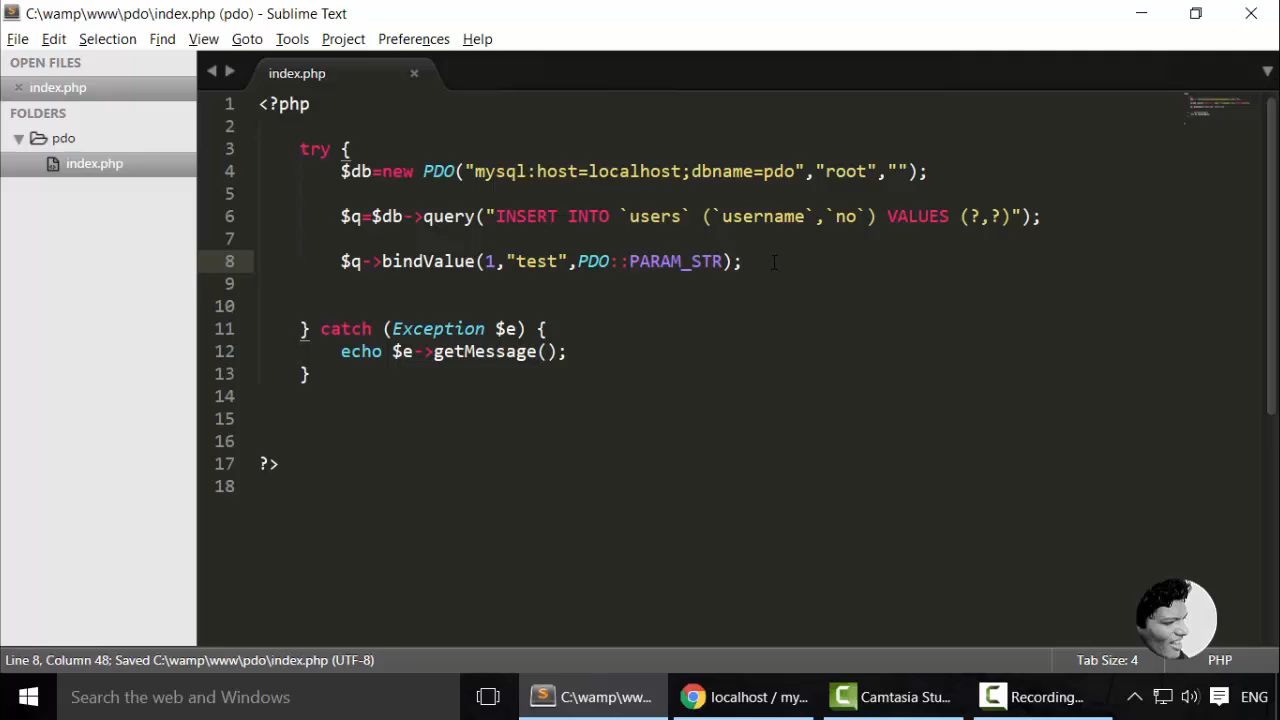 C:\wamp\www\pdo\index.php (pdo) - Sublime Text
File Edit Selection Find View Goto Tools Project Preferences Help
OPEN FILES
index.php
FOLDERS
pdo
index.php
index.php
1 <?php
2
3 try {
4 $db=new PDO("mysql:host=localhost;dbname=pdo","root","");
5
6 $q=$db->query("INSERT INTO `users` (`username`,`no`) VALUES (?,?)");
7
8 $q->bindValue(1,"test",PDO::PARAM_STR);
9
10
11 } catch (Exception $e) {
12 echo $e->getMessage();
13 }
14
15
16
17 ?>
18
Line 8, Column 48; Saved C:\wamp\www\pdo\index.php (UTF-8)
Tab Size: 4
PHP
Search the web and Windows
C:\wamp\ww...
localhost / my...
Camtasia Stu...
Recording...
ENG